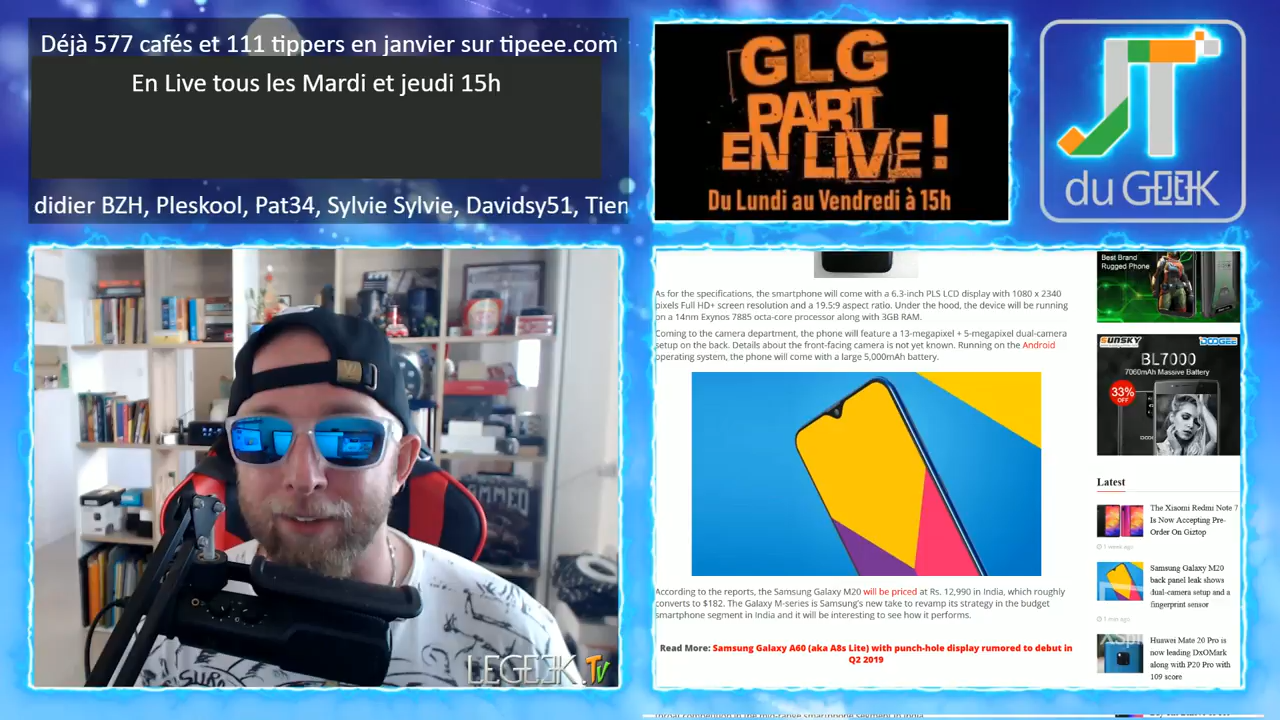 Déjà 577 cafés et 111 tippers en janvier sur tipeee.com
En Live tous les Mardi et jeudi 15h
didier BZH, Pleskool, Pat34, Sylvie Sylvie, Davidsy51, Tien
GLG
PART
EN LIVE !
Du Lundi au Vendredi à 15h
JT
du GEEK
LEGEEK.Tv
As for the specifications, the smartphone will come with a 6.3-inch PLS LCD display with 1080 x 2340
pixels Full HD+ screen resolution and a 19.5:9 aspect ratio. Under the hood, the device will be running
on a 14nm Exynos 7885 octa-core processor along with 3GB RAM.
Coming to the camera department, the phone will feature a 13-megapixel + 5-megapixel dual-camera
setup on the back. Details about the front-facing camera is not yet known. Running on the Android
operating system, the phone will come with a large 5,000mAh battery.
According to the reports, the Samsung Galaxy M20 will be priced at Rs. 12,990 in India, which roughly
converts to $182. The Galaxy M-series is Samsung's new take to revamp its strategy in the budget
smartphone segment in India and it will be interesting to see how it performs.
Read More: Samsung Galaxy A60 (aka A8s Lite) with punch-hole display rumored to debut in
Q2 2019
Best Brand
Rugged Phone
SUNSKY DOOGEE
BL7000
7060mAh Massive Battery
33%
OFF
Latest
The Xiaomi Redmi Note 7
Is Now Accepting Pre-
Order On Giztop
1 week ago
Samsung Galaxy M20
back panel leak shows
dual-camera setup and a
fingerprint sensor
1 min ago
Huawei Mate 20 Pro is
now leading DxOMark
along with P20 Pro with
109 score